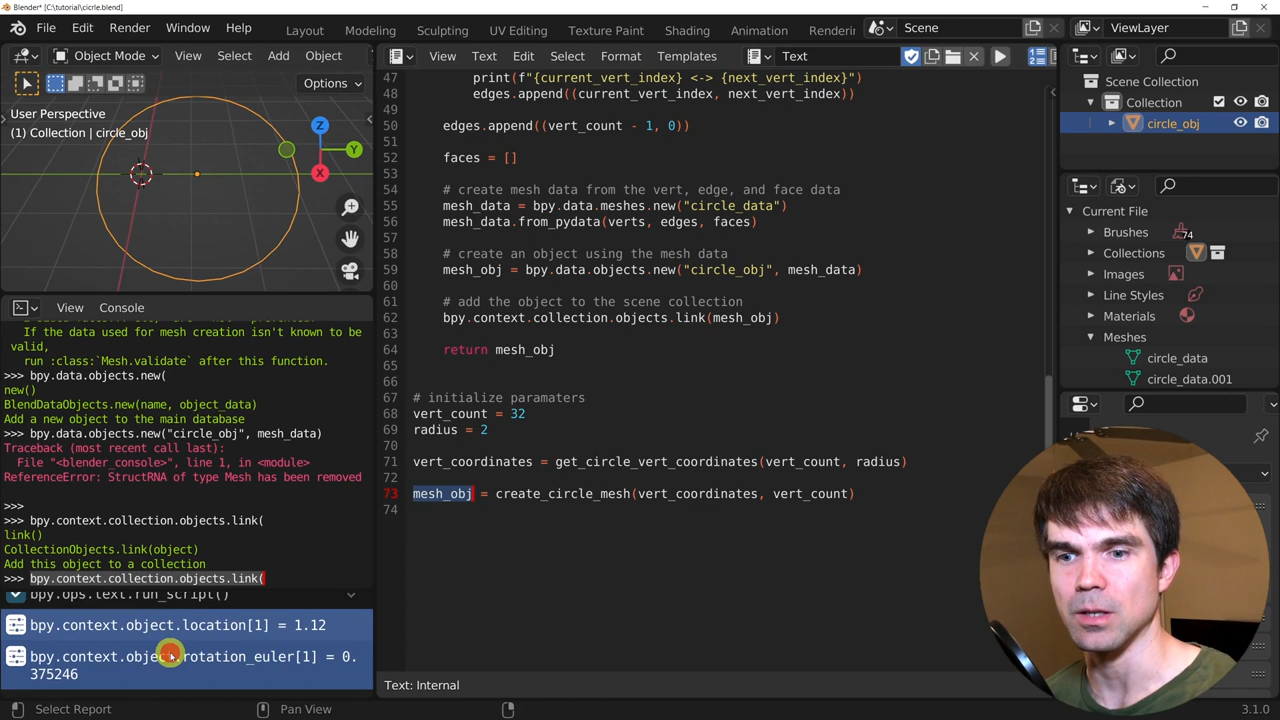 Blender* [C:\tutorial\cicrle.blend]
File Edit Render Window Help Layout Modeling Sculpting UV Editing Texture Paint Shading Animation Renderin Scene ViewLayer
Object Mode View Select Add Object
View Text Edit Select Format Templates Text
Options
User Perspective
(1) Collection | circle_obj
Z
Y
X
View Console
If the data used for mesh creation isn't known to be
valid,
run :class:`Mesh.validate` after this function.
>>> bpy.data.objects.new(
new()
BlendDataObjects.new(name, object_data)
Add a new object to the main database
>>> bpy.data.objects.new("circle_obj", mesh_data)
Traceback (most recent call last):
File "<blender_console>", line 1, in <module>
ReferenceError: StructRNA of type Mesh has been removed
>>>
>>> bpy.context.collection.objects.link(
link()
CollectionObjects.link(object)
Add this object to a collection
>>> bpy.context.collection.objects.link(
bpy.ops.text.run_script()
bpy.context.object.location[1] = 1.12
bpy.context.object.rotation_euler[1] = 0.
375246
47 print(f"{current_vert_index} <-> {next_vert_index}")
48 edges.append((current_vert_index, next_vert_index))
49
50 edges.append((vert_count - 1, 0))
51
52 faces = []
53
54 # create mesh data from the vert, edge, and face data
55 mesh_data = bpy.data.meshes.new("circle_data")
56 mesh_data.from_pydata(verts, edges, faces)
57
58 # create an object using the mesh data
59 mesh_obj = bpy.data.objects.new("circle_obj", mesh_data)
60
61 # add the object to the scene collection
62 bpy.context.collection.objects.link(mesh_obj)
63
64 return mesh_obj
65
66
67 # initialize paramaters
68 vert_count = 32
69 radius = 2
70
71 vert_coordinates = get_circle_vert_coordinates(vert_count, radius)
72
73 mesh_obj = create_circle_mesh(vert_coordinates, vert_count)
74
Text: Internal
Scene Collection
Collection
circle_obj
Current File
Brushes 74
Collections
Images
Line Styles
Materials
Meshes
circle_data
circle_data.001
Select Report Pan View 3.1.0